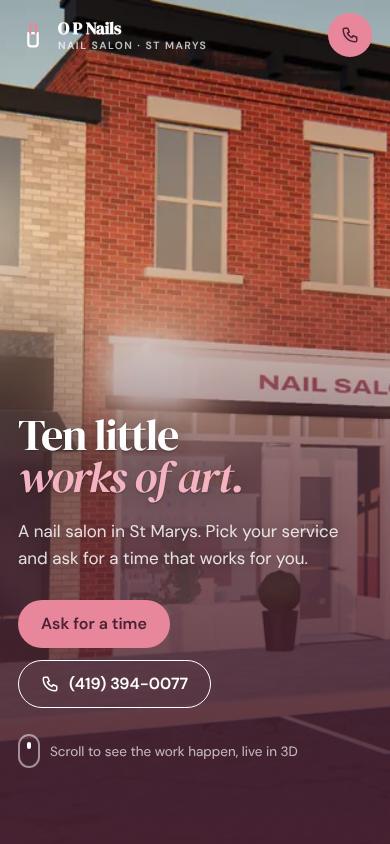 O P Nails
NAIL SALON · ST MARYS
NAIL SAL
Ten little
works of art.
A nail salon in St Marys. Pick your service
and ask for a time that works for you.
Ask for a time
(419) 394-0077
Scroll to see the work happen, live in 3D